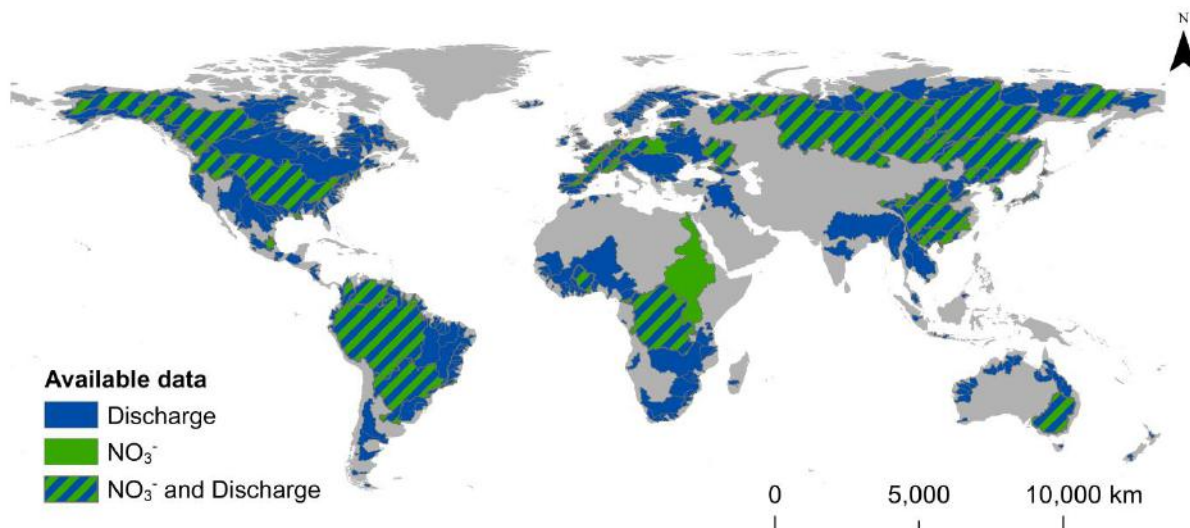 N
Available data
Discharge
NO₃⁻
NO₃⁻ and Discharge
0 5,000 10,000 km